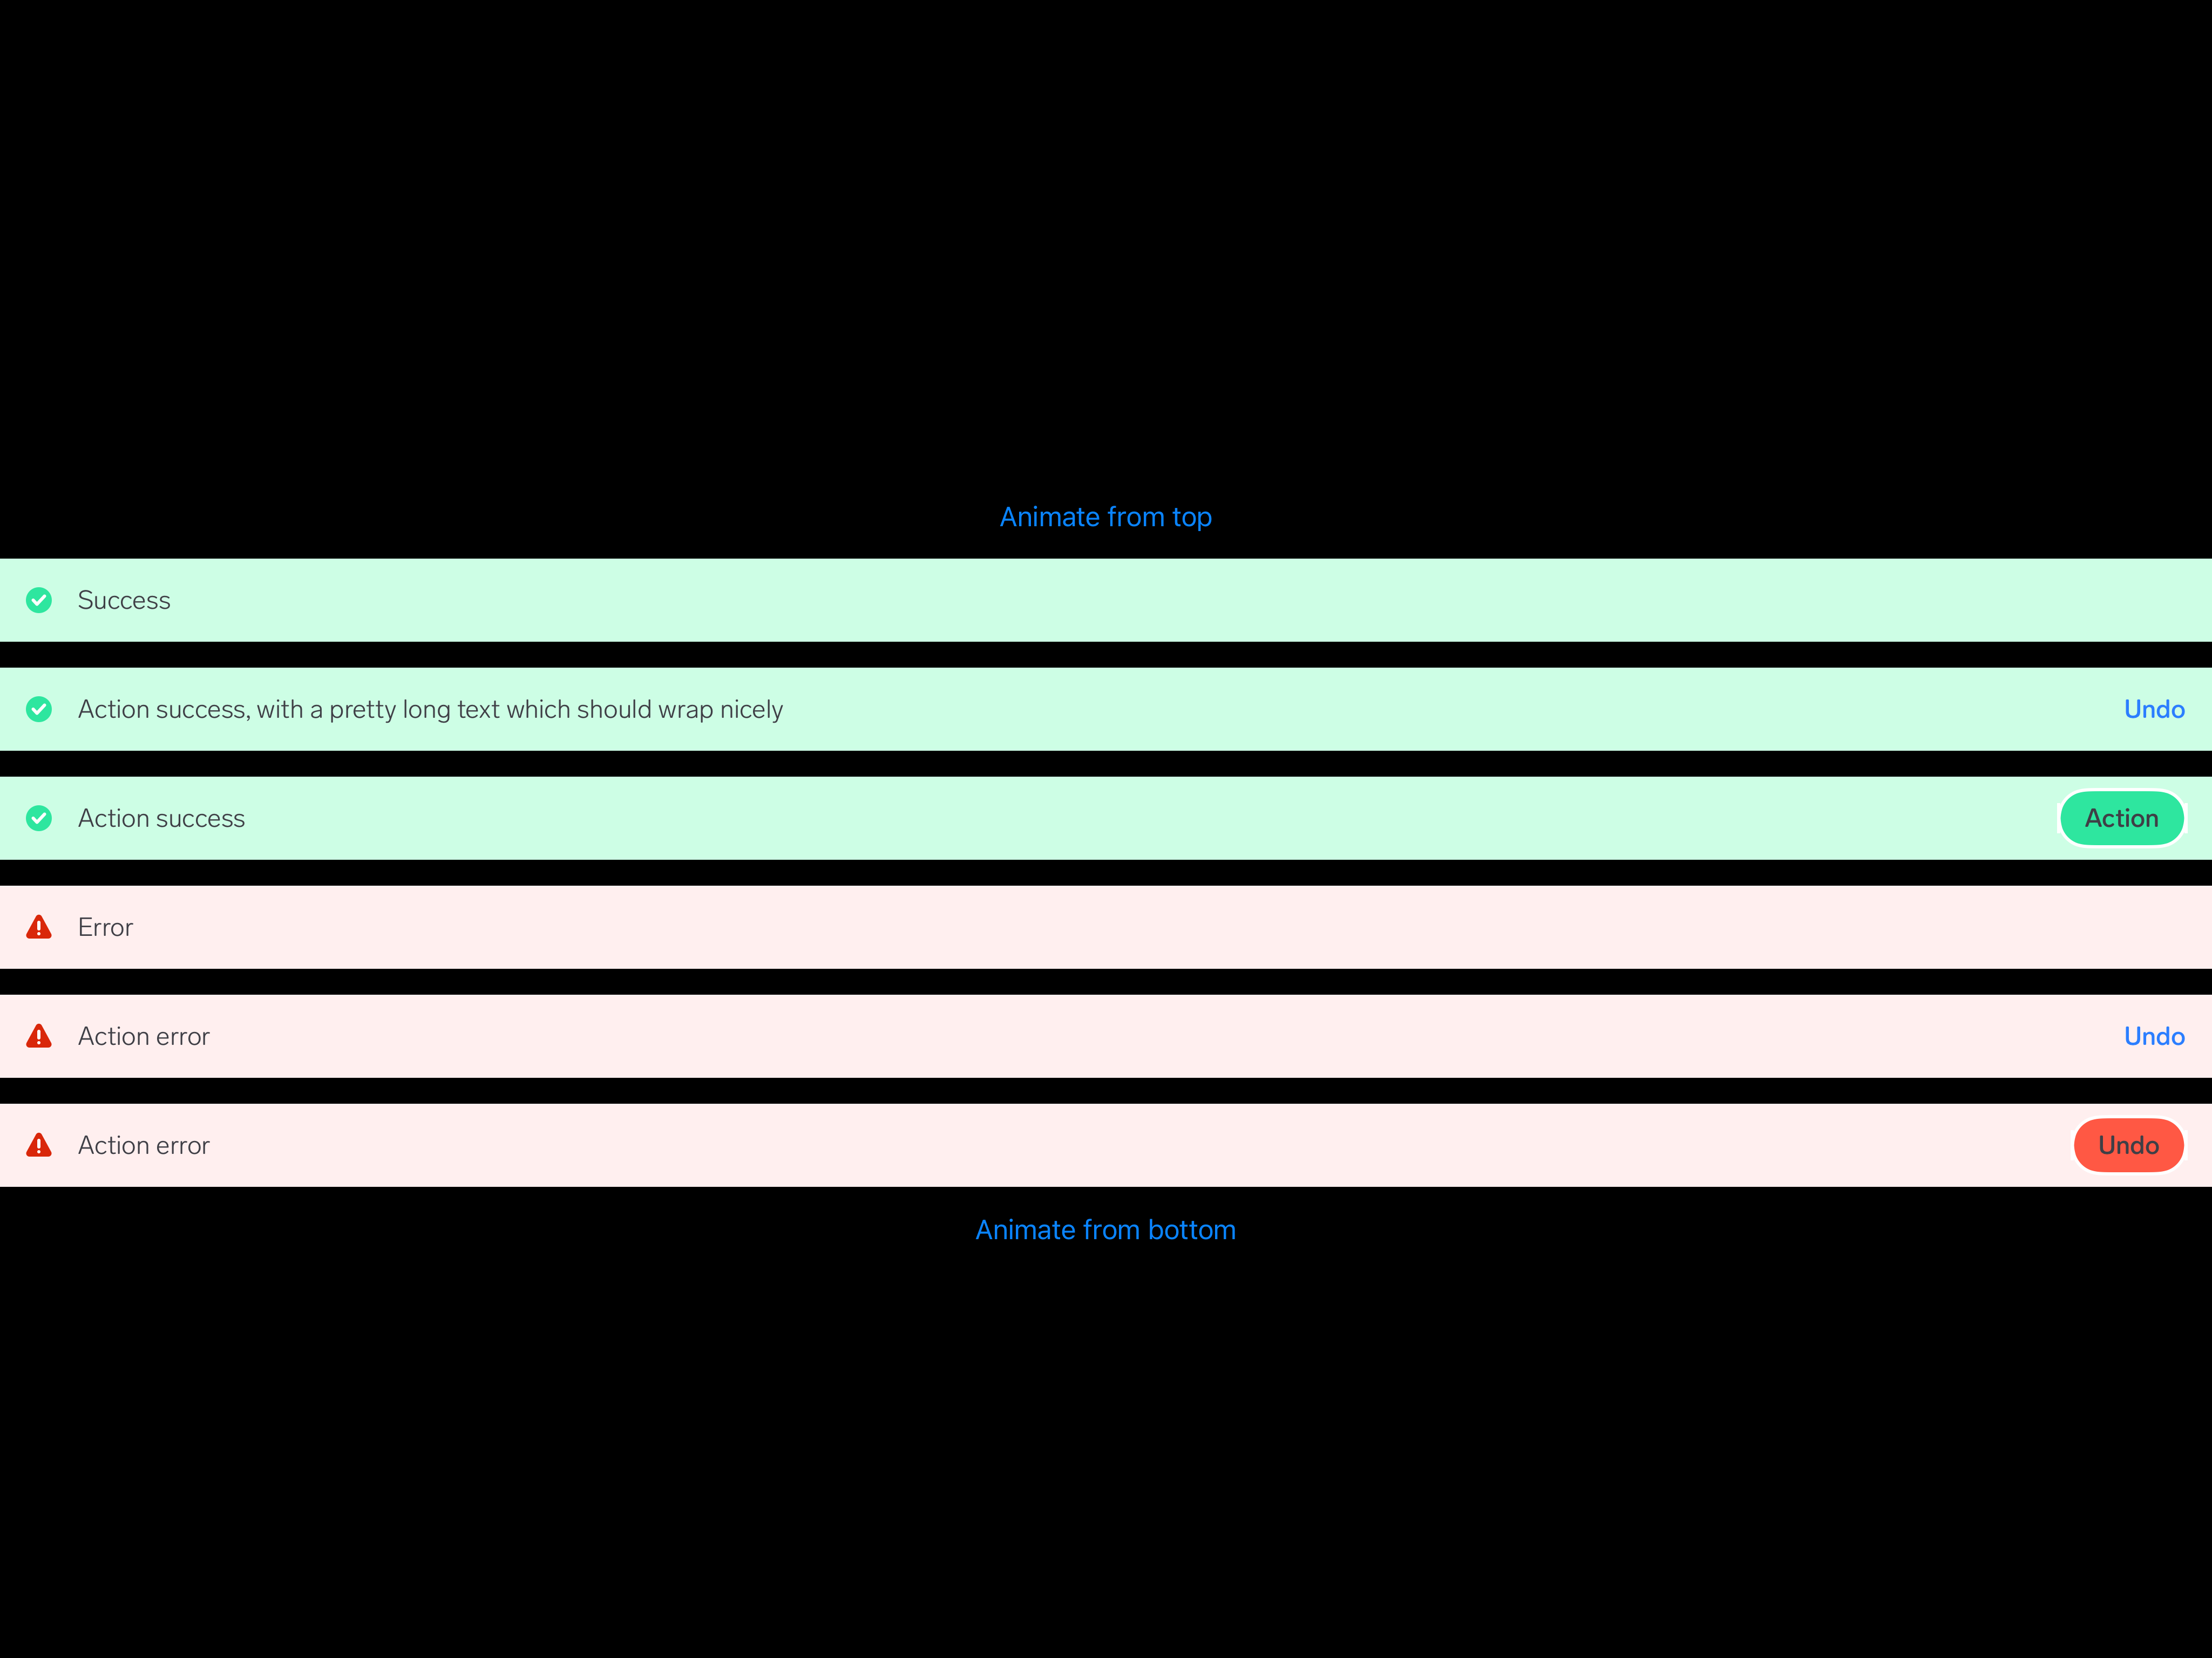 Animate from top
Success
Action success, with a pretty long text which should wrap nicely
Undo
Action success
Action
Error
Action error
Undo
Action error
Undo
Animate from bottom